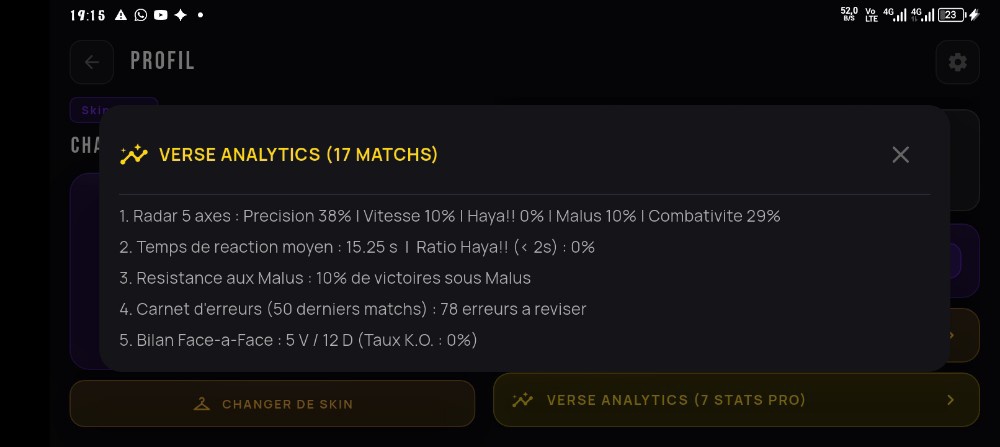 19:15
52,0 B/S Vo LTE 4G 4G 23
PROFIL
Skin
CHA
VERSE ANALYTICS (17 MATCHS)
1. Radar 5 axes : Precision 38% | Vitesse 10% | Haya!! 0% | Malus 10% | Combativite 29%
2. Temps de reaction moyen : 15.25 s | Ratio Haya!! (< 2s) : 0%
3. Resistance aux Malus : 10% de victoires sous Malus
4. Carnet d'erreurs (50 derniers matchs) : 78 erreurs a reviser
5. Bilan Face-a-Face : 5 V / 12 D (Taux K.O. : 0%)
CHANGER DE SKIN
VERSE ANALYTICS (7 STATS PRO)